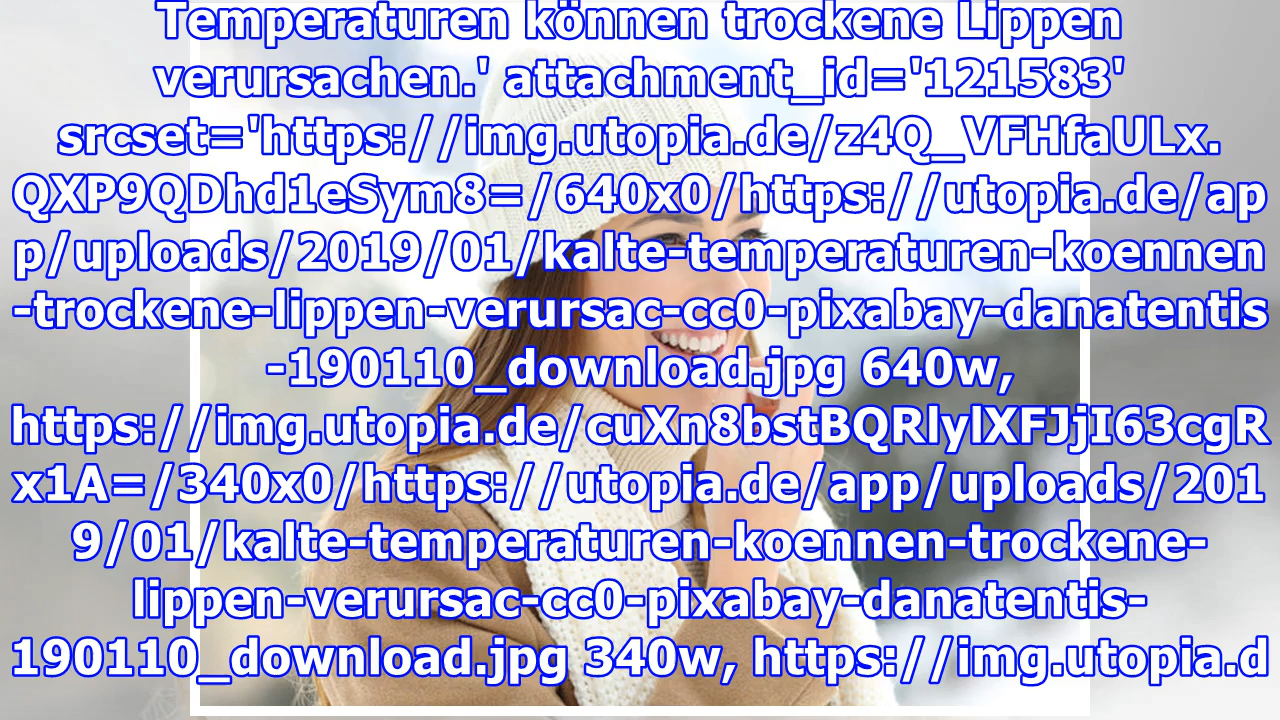 Temperaturen können trockene Lippen
verursachen.' attachment_id='121583'
srcset='https://img.utopia.de/z4Q_VFHfaULx.
QXP9QDhd1eSym8=/640x0/https://utopia.de/ap
p/uploads/2019/01/kalte-temperaturen-koennen
-trockene-lippen-verursac-cc0-pixabay-danatentis
-190110_download.jpg 640w,
https://img.utopia.de/cuXn8bstBQRlylXFJjI63cgR
x1A=/340x0/https://utopia.de/app/uploads/201
9/01/kalte-temperaturen-koennen-trockene-
lippen-verursac-cc0-pixabay-danatentis-
190110_download.jpg 340w, https://img.utopia.d